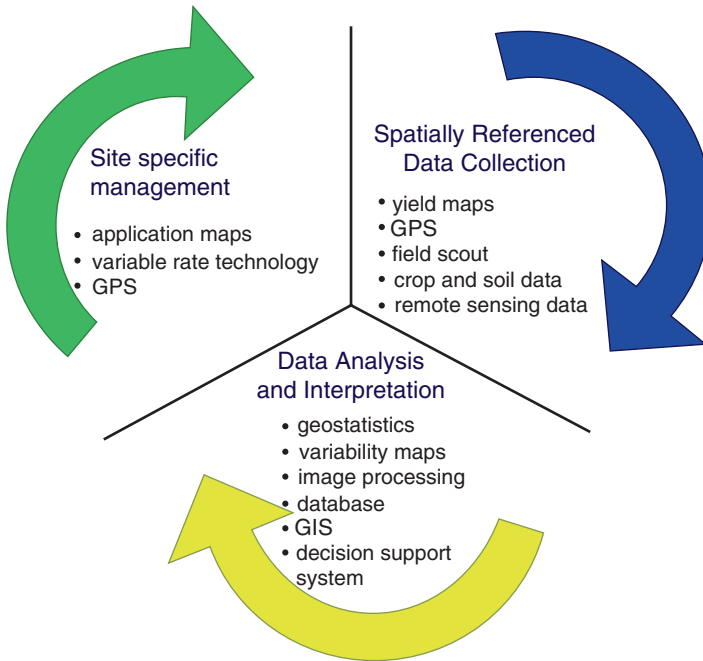 Site specific
management
• application maps
• variable rate technology
• GPS
Spatially Referenced
Data Collection
• yield maps
• GPS
• field scout
• crop and soil data
• remote sensing data
Data Analysis
and Interpretation
• geostatistics
• variability maps
• image processing
• database
• GIS
• decision support
system